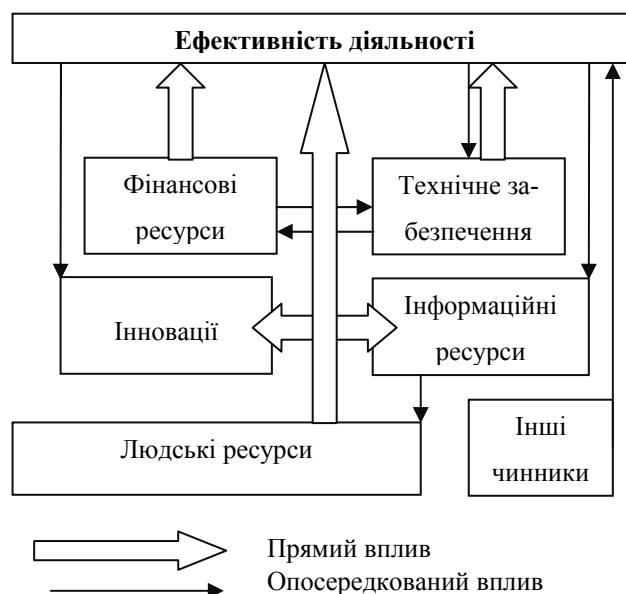 Ефективність діяльності
Фінансові
ресурси
Технічне за-
безпечення
Інновації
Інформаційні
ресурси
Людські ресурси
Інші
чинники
Прямий вплив
Опосередкований вплив